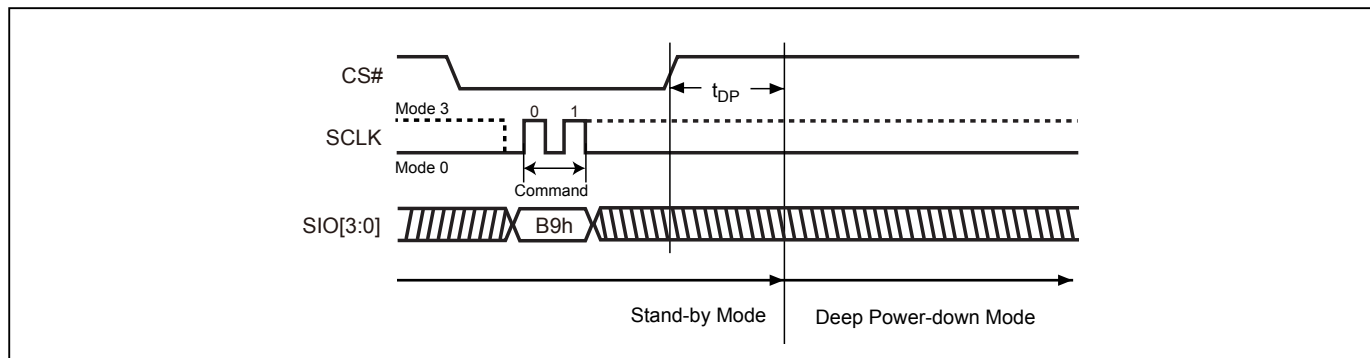 CS#
tDP
Mode 3
0 1
SCLK
Mode 0
Command
SIO[3:0]
B9h
Stand-by Mode
Deep Power-down Mode